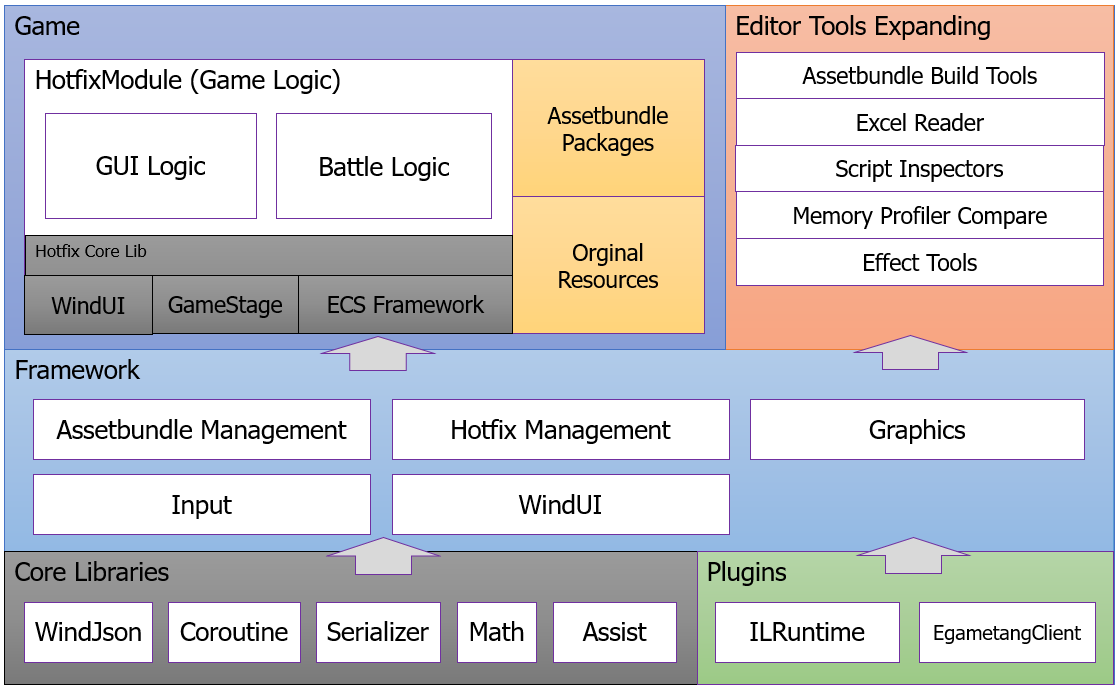 Game
HotfixModule (Game Logic)
GUI Logic
Battle Logic
Hotfix Core Lib
WindUI
GameStage
ECS Framework
Assetbundle
Packages
Orginal
Resources
Editor Tools Expanding
Assetbundle Build Tools
Excel Reader
Script Inspectors
Memory Profiler Compare
Effect Tools
Framework
Assetbundle Management
Hotfix Management
Graphics
Input
WindUI
Core Libraries
WindJson
Coroutine
Serializer
Math
Assist
Plugins
ILRuntime
EgametangClient